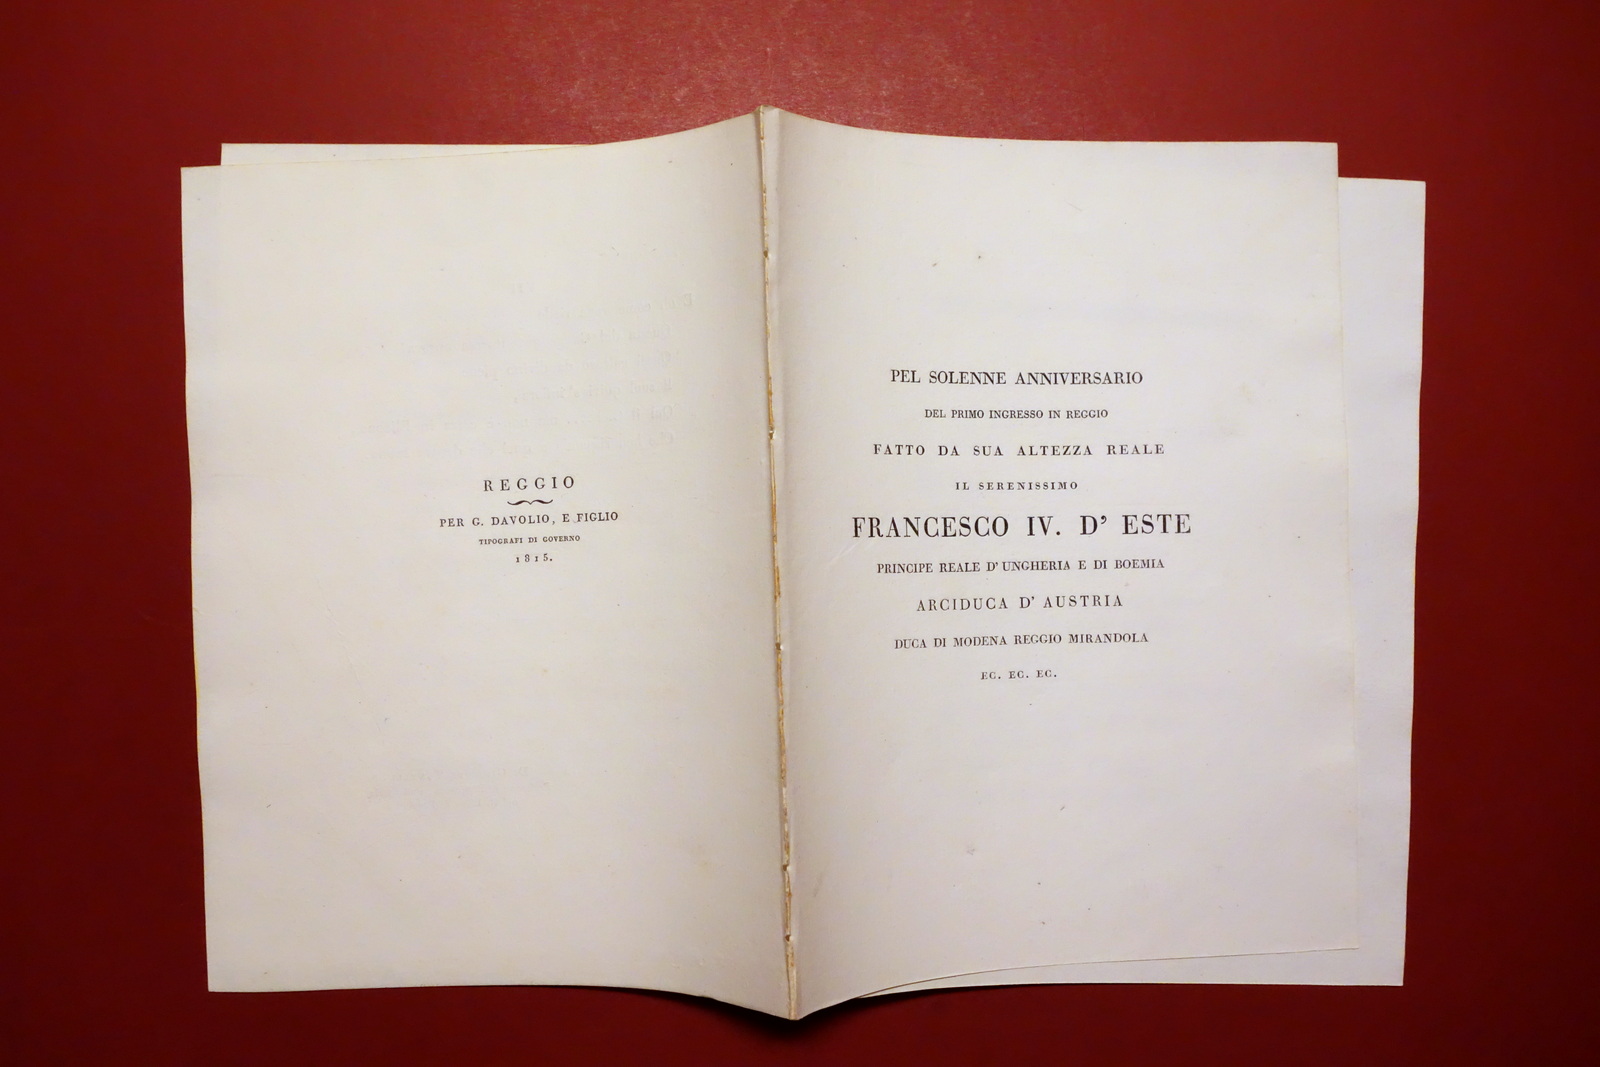 REGGIO
PER G. DAVOLIO, E FIGLIO
TIPOGRAFI DI GOVERNO
1815.
PEL SOLENNE ANNIVERSARIO
DEL PRIMO INGRESSO IN REGGIO
FATTO DA SUA ALTEZZA REALE
IL SERENISSIMO
FRANCESCO IV. D' ESTE
PRINCIPE REALE D' UNGHERIA E DI BOEMIA
ARCIDUCA D' AUSTRIA
DUCA DI MODENA REGGIO MIRANDOLA
EC. EC. EC.